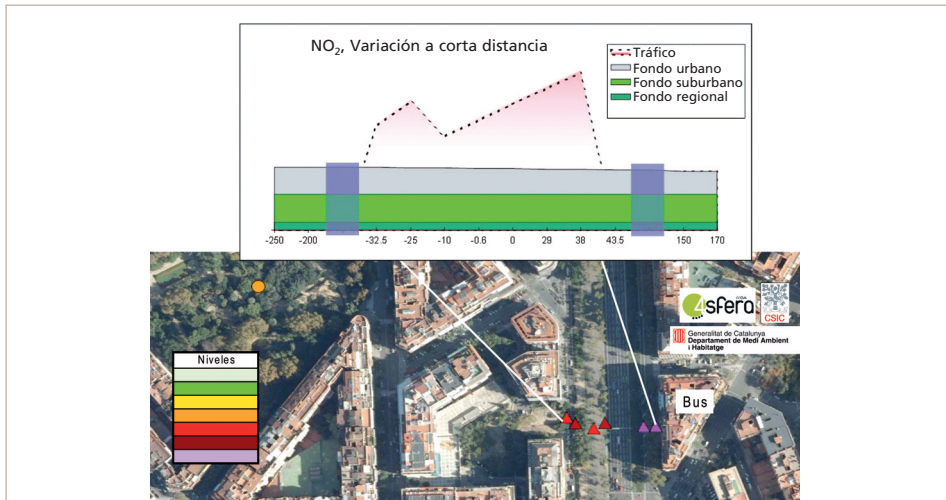 NO2, Variación a corta distancia
Tráfico
Fondo urbano
Fondo suburbano
Fondo regional
-250 -200 -32.5 -25 -10 -0.6 0 29 38 43.5 150 170
4sfera
CSIC
Generalitat de Catalunya
Departament de Medi Ambient
i Habitatge
Niveles
Bus